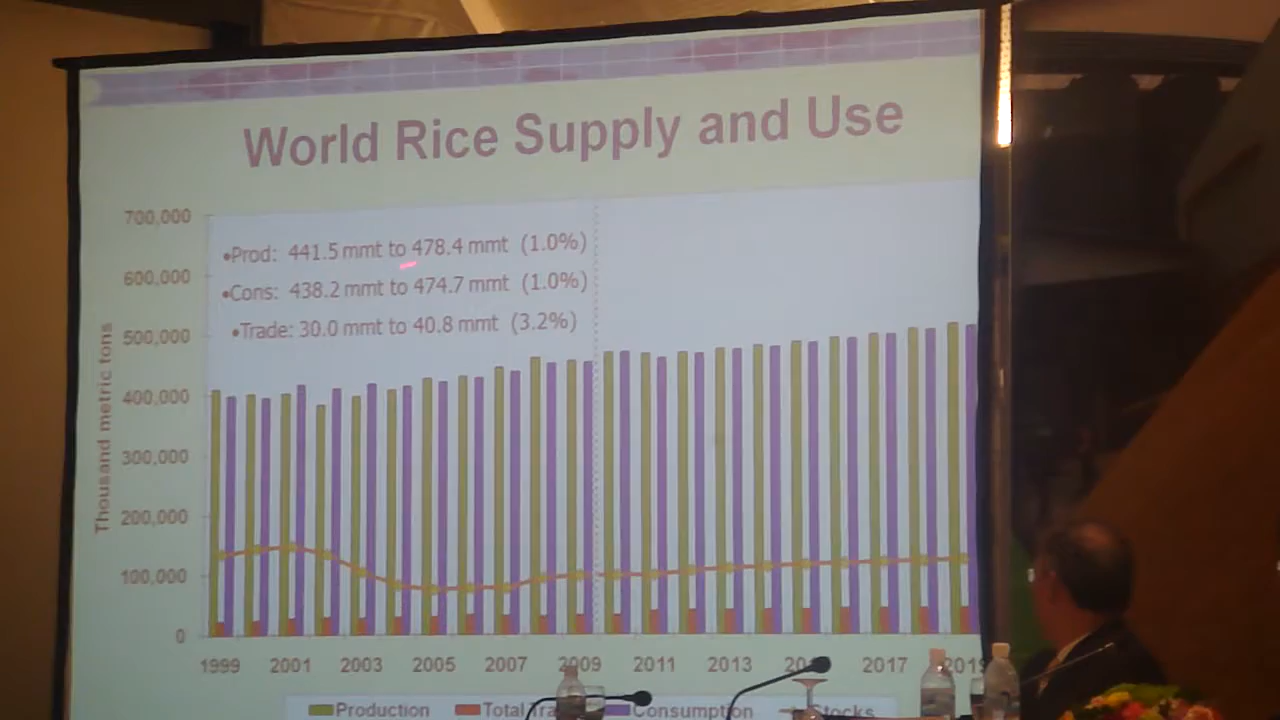 World Rice Supply and Use
700,000
600,000
500,000
400,000
300,000
200,000
100,000
0
Thousand metric tons
•Prod: 441.5 mmt to 478.4 mmt (1.0%)
•Cons: 438.2 mmt to 474.7 mmt (1.0%)
•Trade: 30.0 mmt to 40.8 mmt (3.2%)
1999 2001 2003 2005 2007 2009 2011 2013 2017 2019
Production Total Consumption Stocks